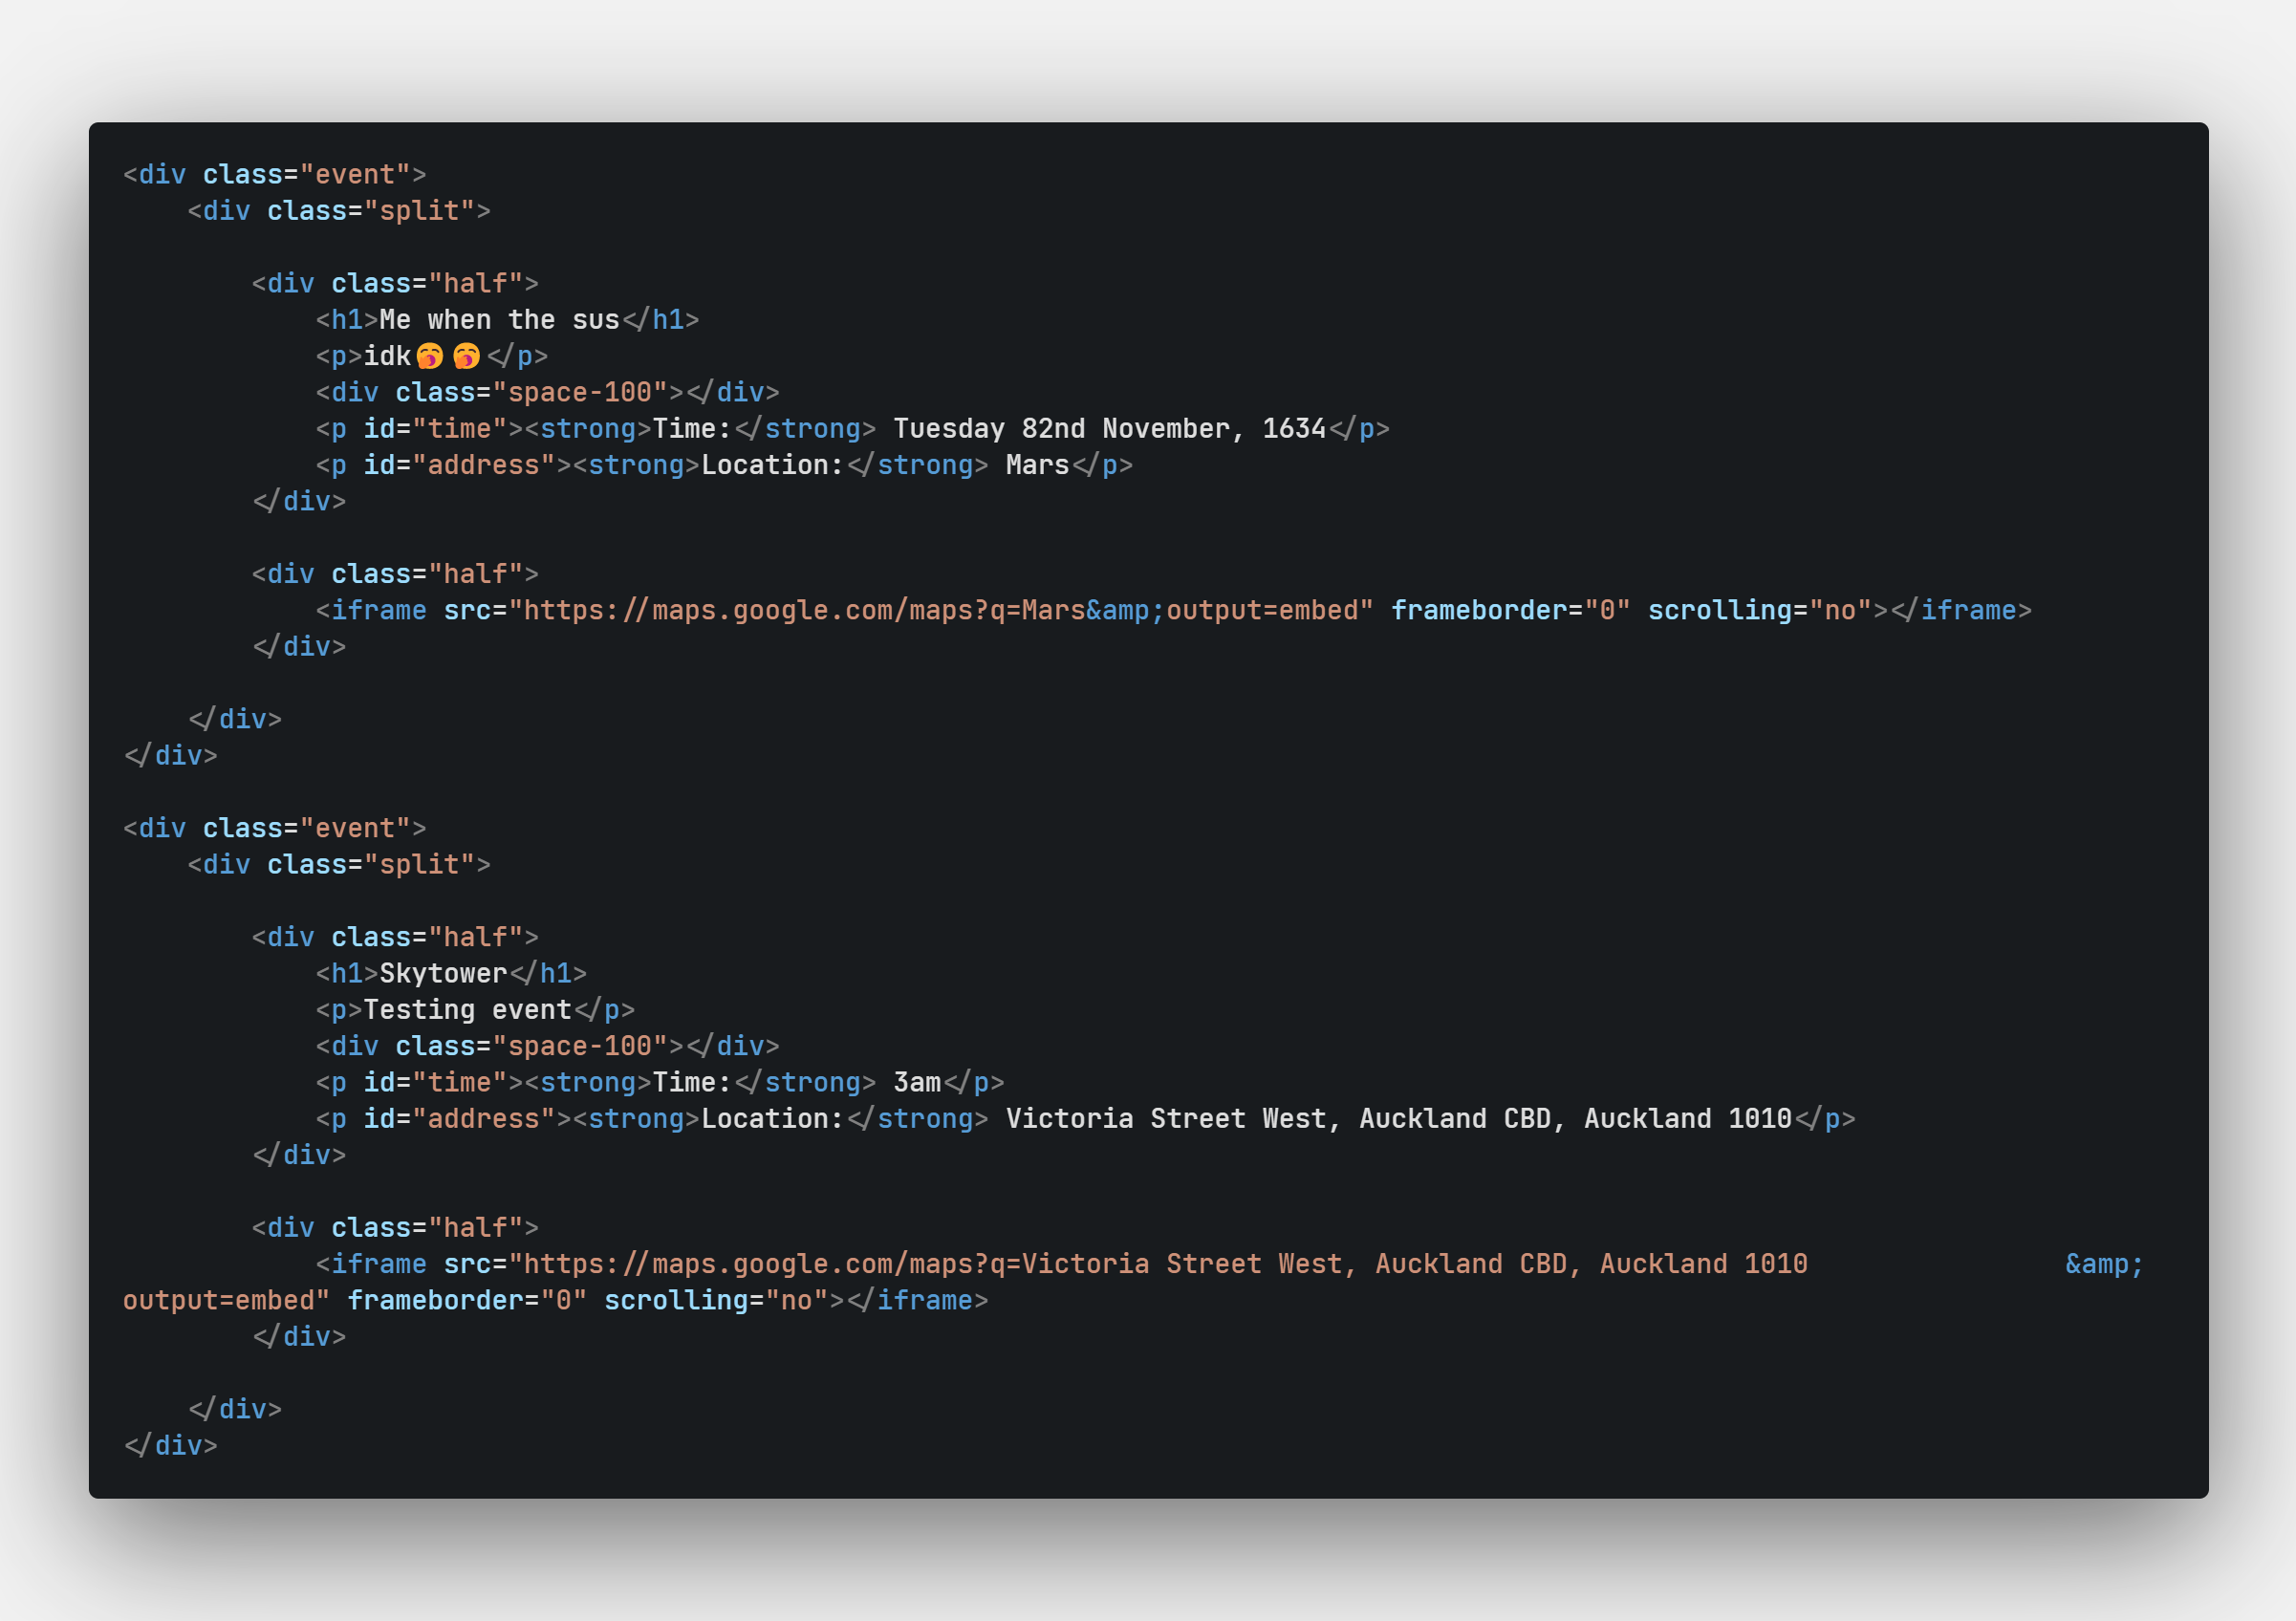 <div class="event">
    <div class="split">

        <div class="half">
            <h1>Me when the sus</h1>
            <p>idk🥱🥱</p>
            <div class="space-100"></div>
            <p id="time"><strong>Time:</strong> Tuesday 82nd November, 1634</p>
            <p id="address"><strong>Location:</strong> Mars</p>
        </div>

        <div class="half">
            <iframe src="https://maps.google.com/maps?q=Mars&amp;output=embed" frameborder="0" scrolling="no"></iframe>
        </div>

    </div>
</div>

<div class="event">
    <div class="split">

        <div class="half">
            <h1>Skytower</h1>
            <p>Testing event</p>
            <div class="space-100"></div>
            <p id="time"><strong>Time:</strong> 3am</p>
            <p id="address"><strong>Location:</strong> Victoria Street West, Auckland CBD, Auckland 1010</p>
        </div>

        <div class="half">
            <iframe src="https://maps.google.com/maps?q=Victoria Street West, Auckland CBD, Auckland 1010                &amp;
output=embed" frameborder="0" scrolling="no"></iframe>
        </div>

    </div>
</div>